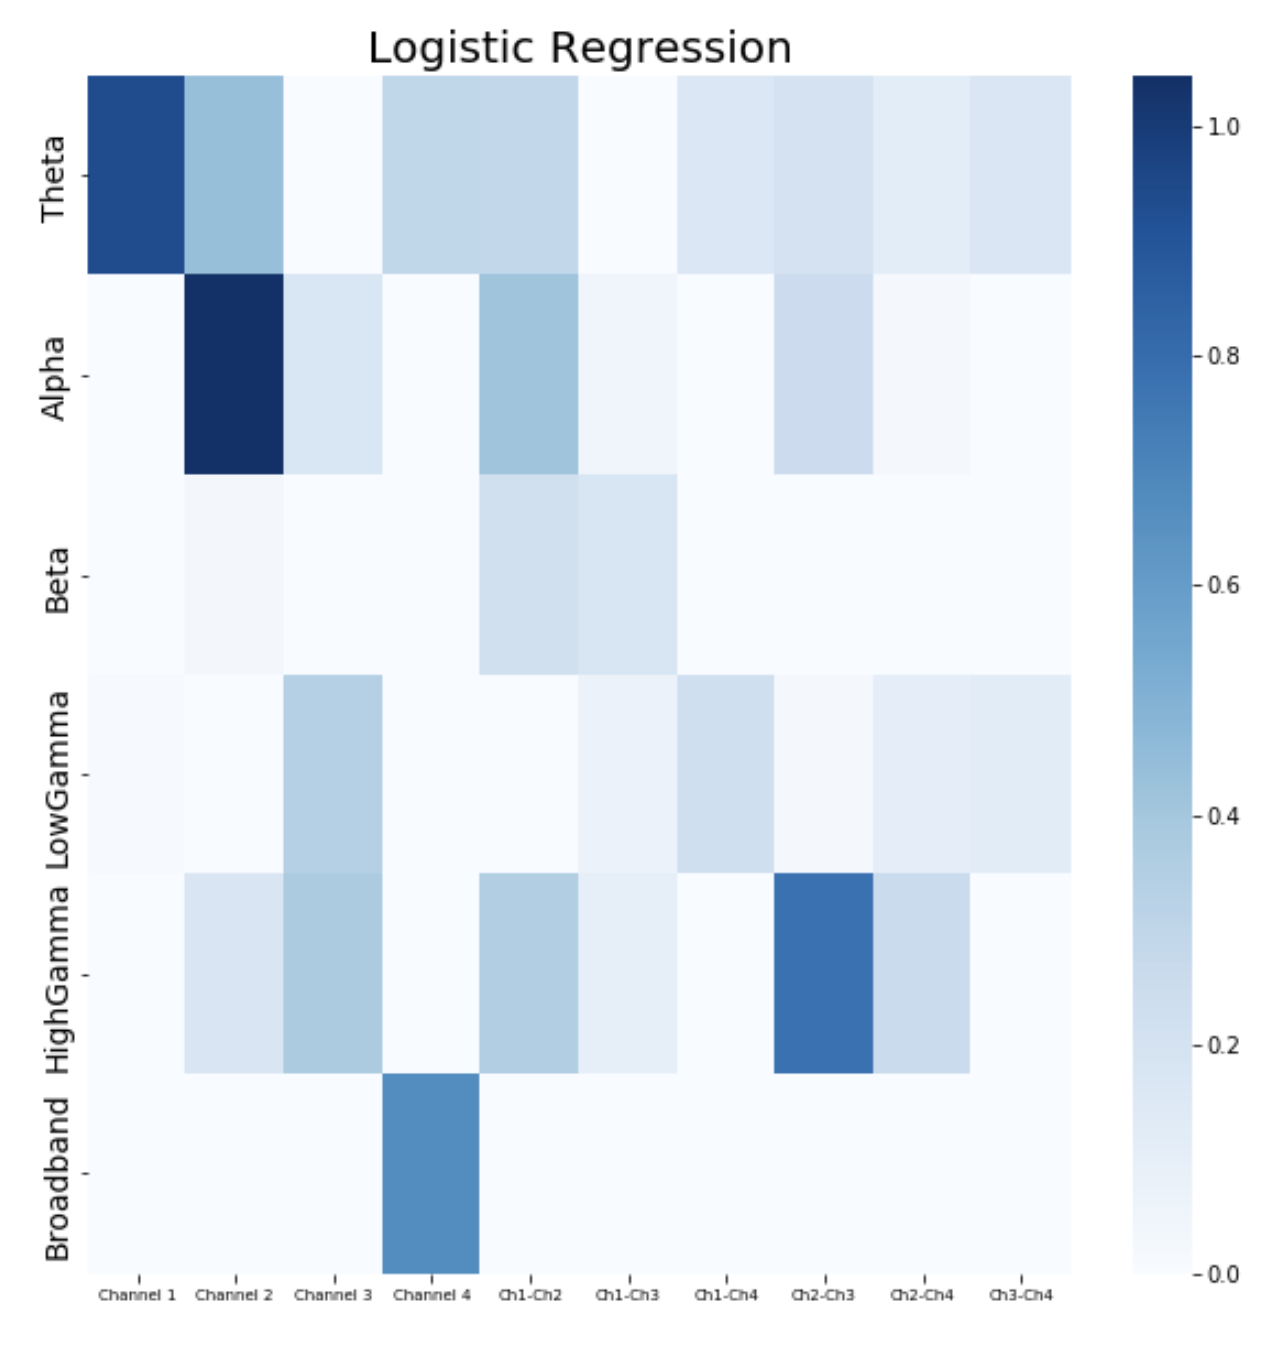 Logistic Regression
Theta
Alpha
Beta
LowGamma
HighGamma
Broadband
Channel 1 Channel 2 Channel 3 Channel 4 Ch1-Ch2 Ch1-Ch3 Ch1-Ch4 Ch2-Ch3 Ch2-Ch4 Ch3-Ch4
1.0
0.8
0.6
0.4
0.2
0.0